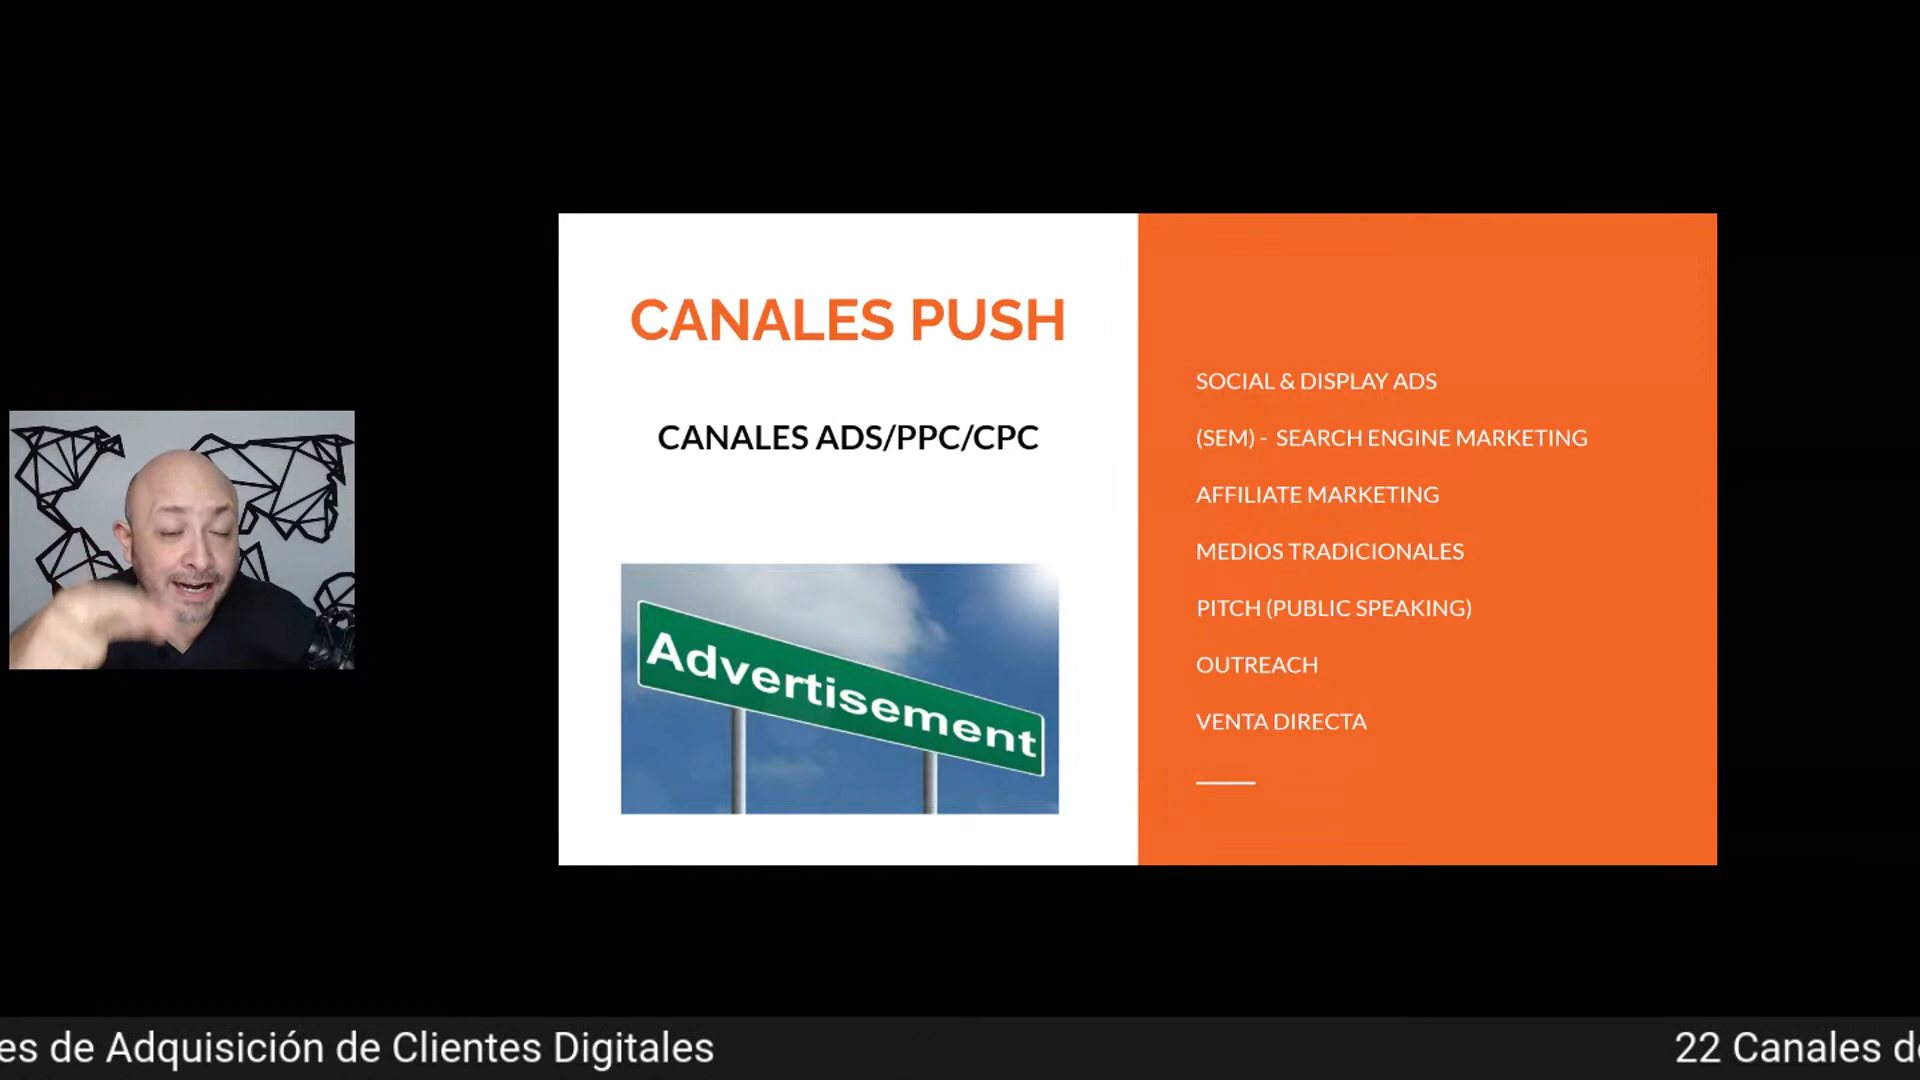 CANALES PUSH
CANALES ADS/PPC/CPC
Advertisement
SOCIAL & DISPLAY ADS
(SEM) - SEARCH ENGINE MARKETING
AFFILIATE MARKETING
MEDIOS TRADICIONALES
PITCH (PUBLIC SPEAKING)
OUTREACH
VENTA DIRECTA
es de Adquisición de Clientes Digitales
22 Canales de